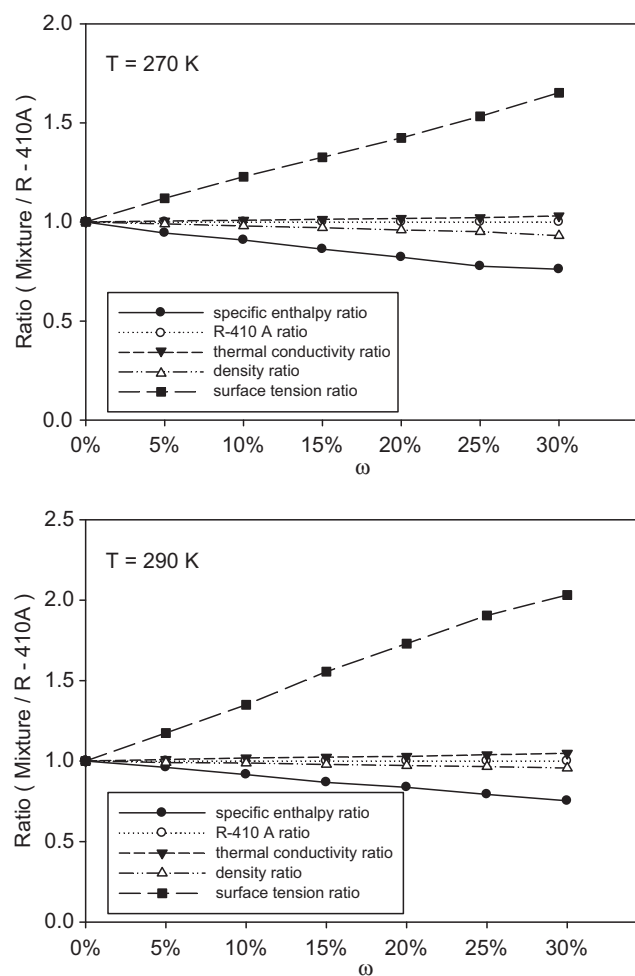 2.0
T = 270 K
1.5
1.0
0.5
0.0
Ratio ( Mixture / R - 410A )
specific enthalpy ratio
R-410 A ratio
thermal conductivity ratio
density ratio
surface tension ratio
0% 5% 10% 15% 20% 25% 30%
ω
2.5
T = 290 K
2.0
1.5
1.0
0.5
0.0
Ratio ( Mixture / R - 410A )
specific enthalpy ratio
R-410 A ratio
thermal conductivity ratio
density ratio
surface tension ratio
0% 5% 10% 15% 20% 25% 30%
ω